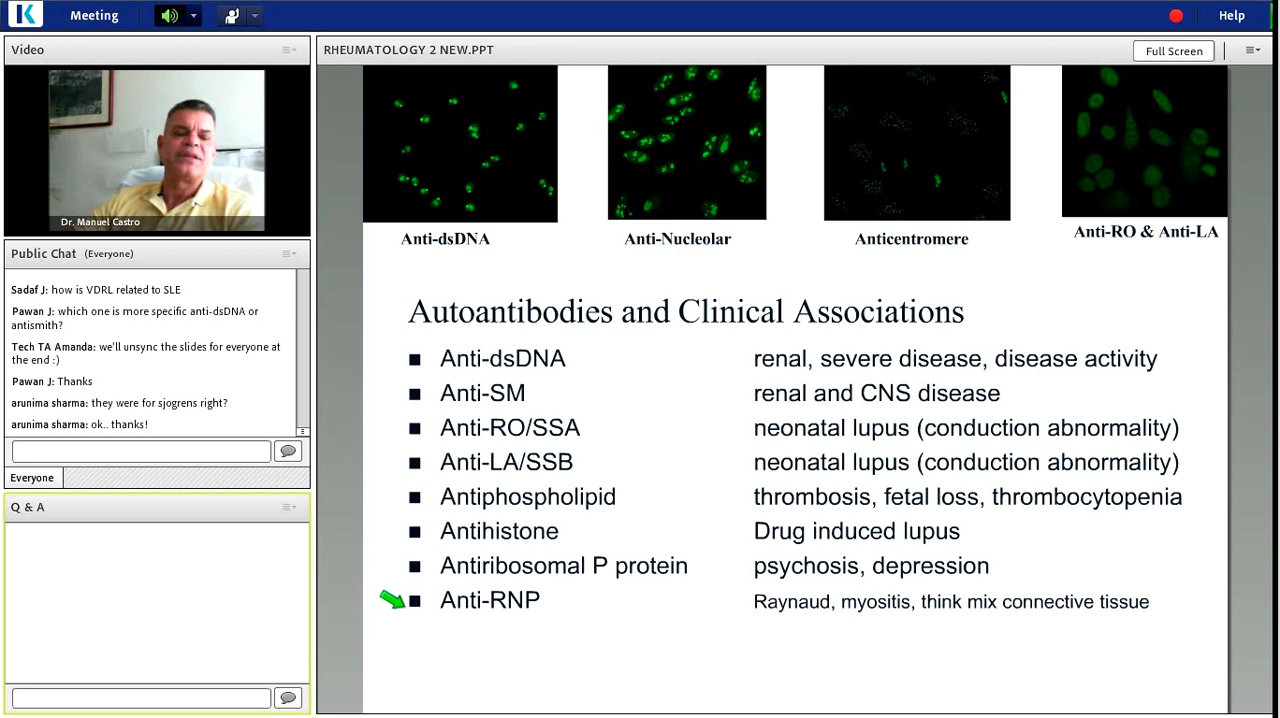 K Meeting Help
Video
Dr. Manuel Castro
Public Chat (Everyone)
Sadaf J: how is VDRL related to SLE
Pawan J: which one is more specific anti-dsDNA or
antismith?
Tech TA Amanda: we'll unsync the slides for everyone at
the end :)
Pawan J: Thanks
arunima sharma: they were for sjogrens right?
arunima sharma: ok.. thanks!
Everyone
Q & A
RHEUMATOLOGY 2 NEW.PPT Full Screen
Anti-dsDNA Anti-Nucleolar Anticentromere Anti-RO & Anti-LA
Autoantibodies and Clinical Associations
Anti-dsDNA renal, severe disease, disease activity
Anti-SM renal and CNS disease
Anti-RO/SSA neonatal lupus (conduction abnormality)
Anti-LA/SSB neonatal lupus (conduction abnormality)
Antiphospholipid thrombosis, fetal loss, thrombocytopenia
Antihistone Drug induced lupus
Antiribosomal P protein psychosis, depression
Anti-RNP Raynaud, myositis, think mix connective tissue